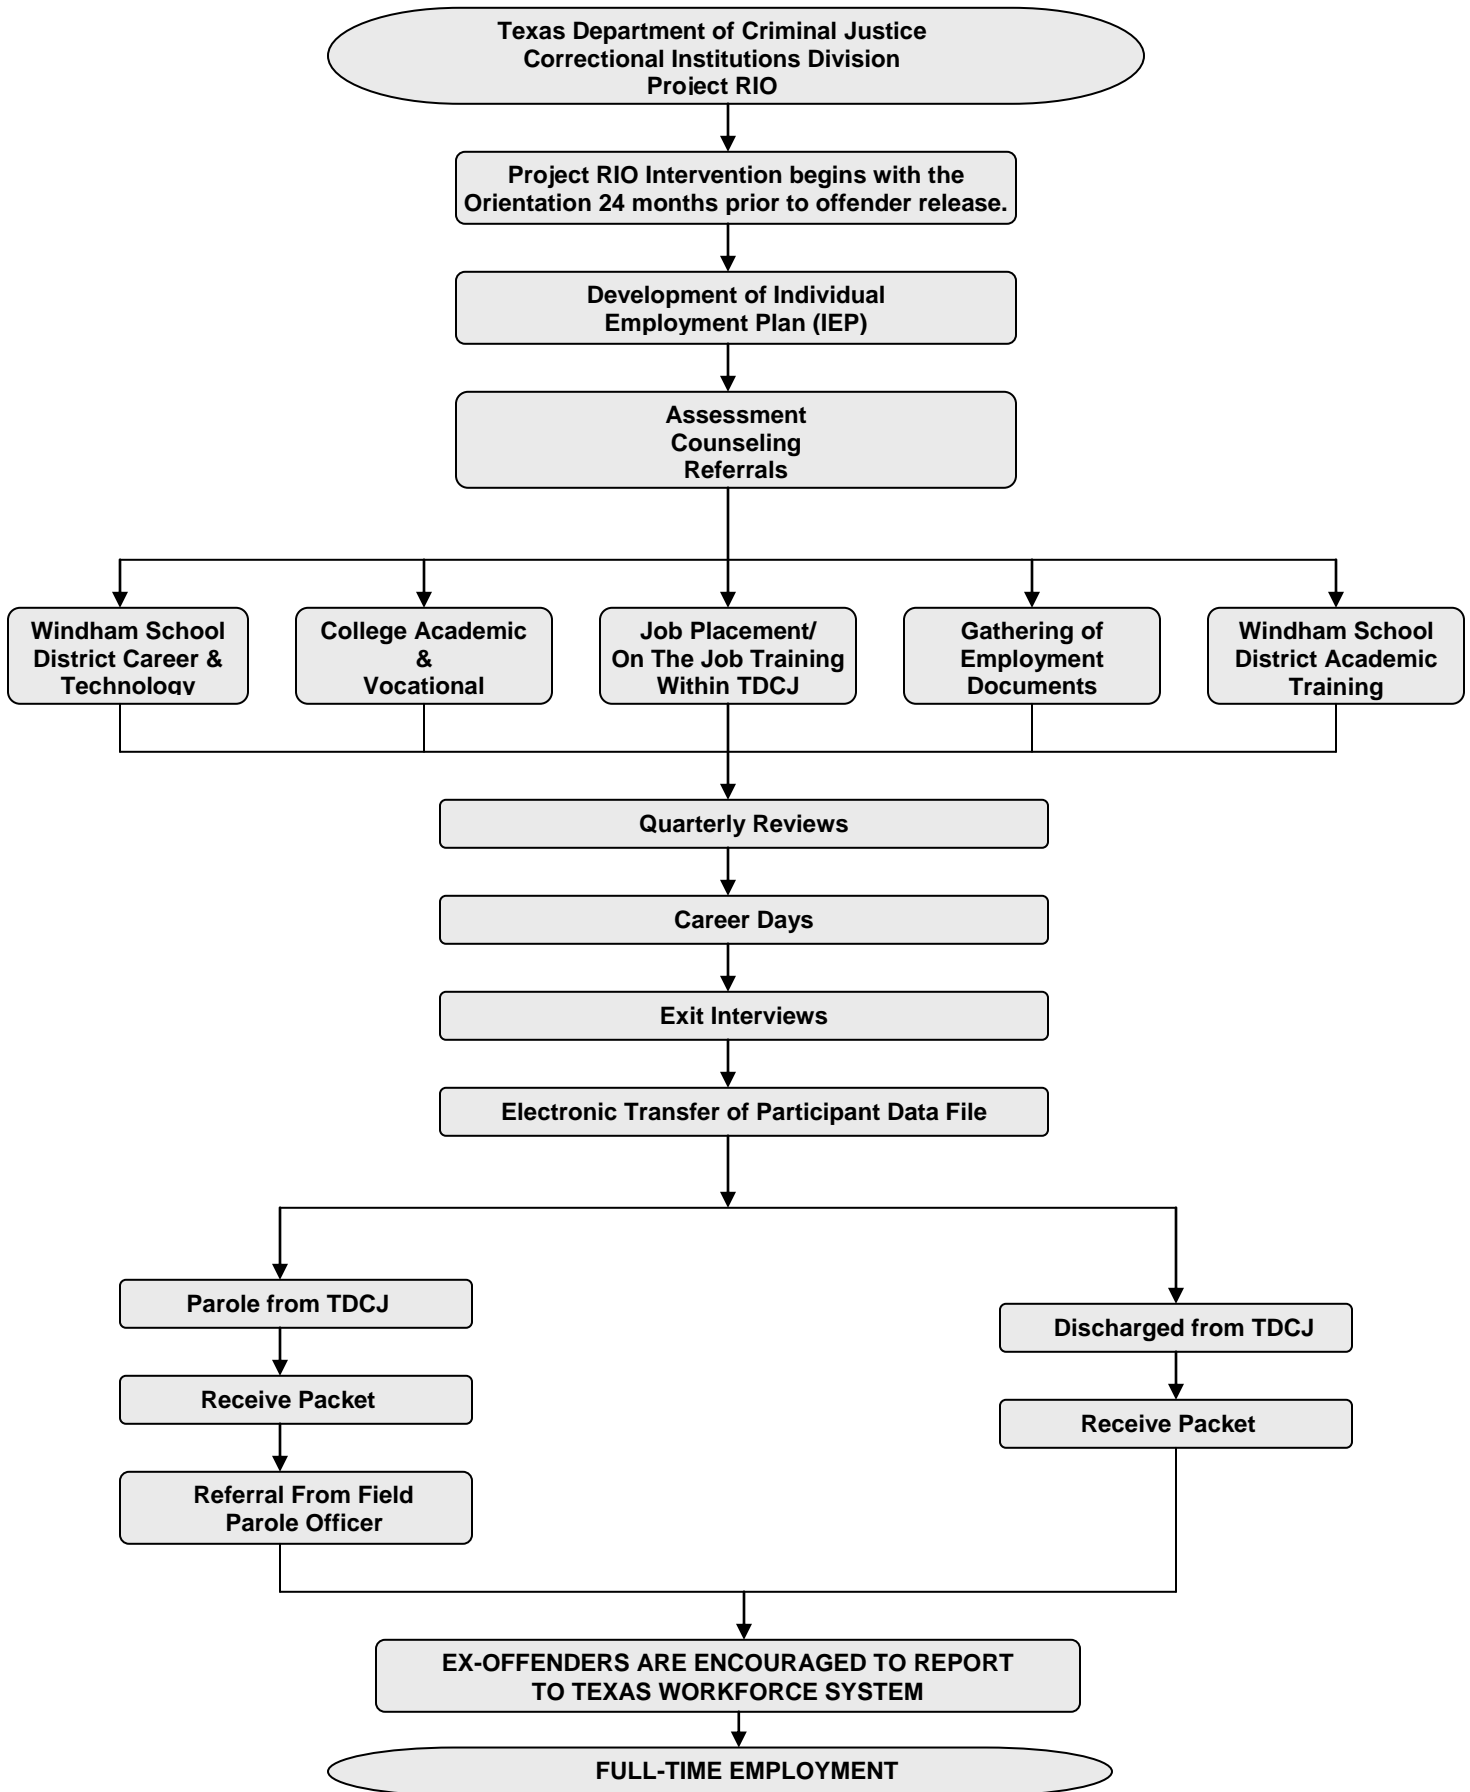 Texas Department of Criminal Justice
Correctional Institutions Division
Project RIO
Project RIO Intervention begins with the
Orientation 24 months prior to offender release.
Development of Individual
Employment Plan (IEP)
Assessment
Counseling
Referrals
Windham School
District Career &
Technology
College Academic
&
Vocational
Job Placement/
On The Job Training
Within TDCJ
Gathering of
Employment
Documents
Windham School
District Academic
Training
Quarterly Reviews
Career Days
Exit Interviews
Electronic Transfer of Participant Data File
Parole from TDCJ
Receive Packet
Referral From Field
Parole Officer
Discharged from TDCJ
Receive Packet
EX-OFFENDERS ARE ENCOURAGED TO REPORT
TO TEXAS WORKFORCE SYSTEM
FULL-TIME EMPLOYMENT